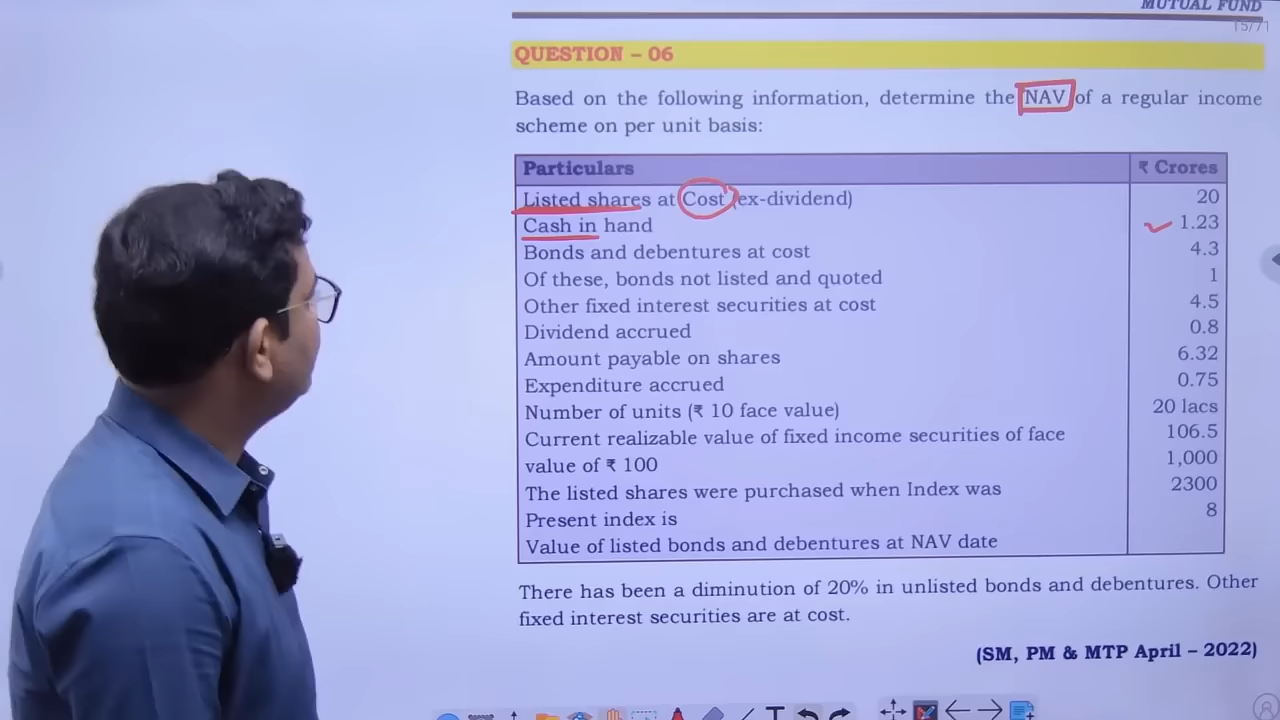 MUTUAL FUND
15/71
QUESTION – 06
Based on the following information, determine the NAV of a regular income
scheme on per unit basis:
Particulars ₹ Crores
Listed shares at Cost (ex-dividend) 20
Cash in hand 1.23
Bonds and debentures at cost 4.3
Of these, bonds not listed and quoted 1
Other fixed interest securities at cost 4.5
Dividend accrued 0.8
Amount payable on shares 6.32
Expenditure accrued 0.75
Number of units (₹ 10 face value) 20 lacs
Current realizable value of fixed income securities of face 106.5
value of ₹ 100 1,000
The listed shares were purchased when Index was 2300
Present index is 8
Value of listed bonds and debentures at NAV date
There has been a diminution of 20% in unlisted bonds and debentures. Other
fixed interest securities are at cost.
(SM, PM & MTP April – 2022)